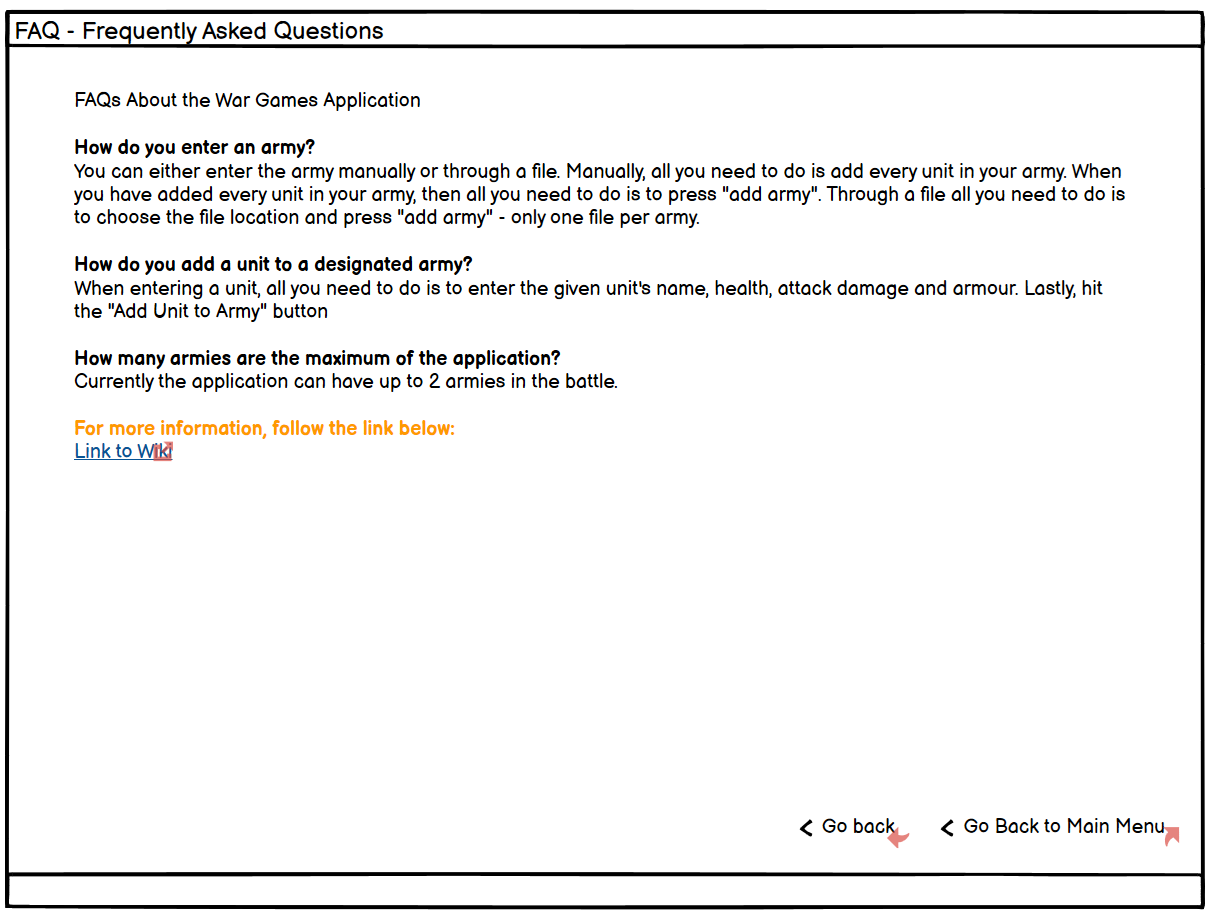 FAQ - Frequently Asked Questions
FAQs About the War Games Application
How do you enter an army?
You can either enter the army manually or through a file. Manually, all you need to do is add every unit in your army. When
you have added every unit in your army, then all you need to do is to press "add army". Through a file all you need to do is
to choose the file location and press "add army" - only one file per army.
How do you add a unit to a designated army?
When entering a unit, all you need to do is to enter the given unit's name, health, attack damage and armour. Lastly, hit
the "Add Unit to Army" button
How many armies are the maximum of the application?
Currently the application can have up to 2 armies in the battle.
For more information, follow the link below:
Link to Wiki
Go back
Go Back to Main Menu